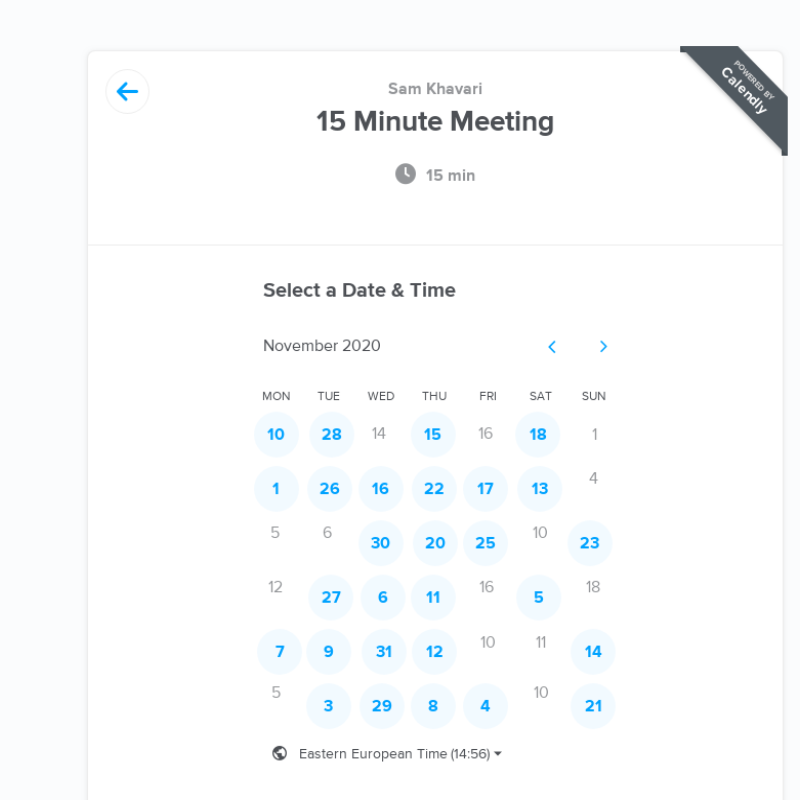 POWERED BY
Calendly
Sam Khavari
15 Minute Meeting
15 min
Select a Date & Time
November 2020
MON TUE WED THU FRI SAT SUN
10 28 14 15 16 18 1
1 26 16 22 17 13 4
5 6 30 20 25 10 23
12 27 6 11 16 5 18
7 9 31 12 10 11 14
5 3 29 8 4 10 21
Eastern European Time (14:56)